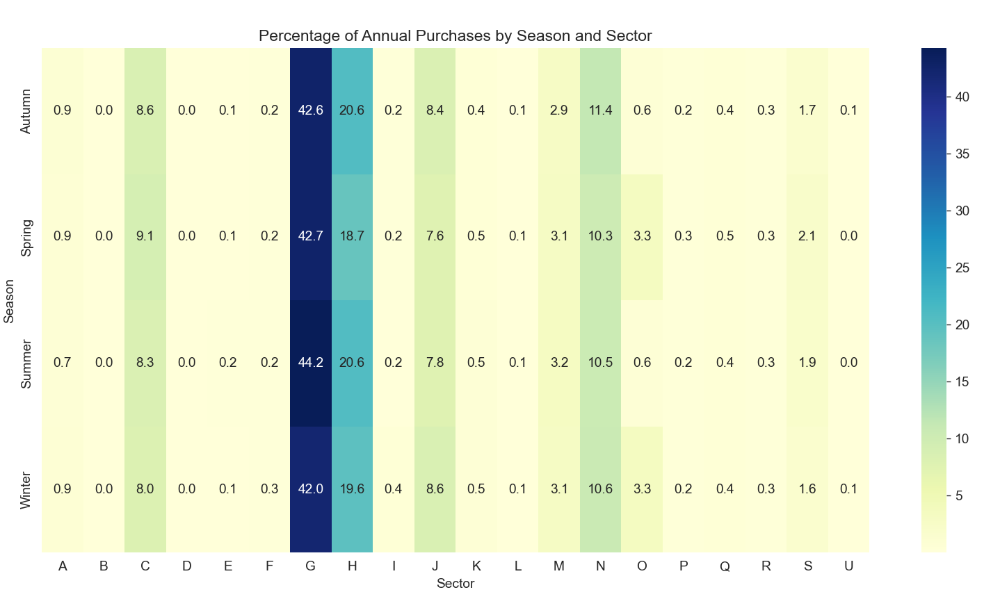 Percentage of Annual Purchases by Season and Sector
Season
Autumn 0.9 0.0 8.6 0.0 0.1 0.2 42.6 20.6 0.2 8.4 0.4 0.1 2.9 11.4 0.6 0.2 0.4 0.3 1.7 0.1
Spring 0.9 0.0 9.1 0.0 0.1 0.2 42.7 18.7 0.2 7.6 0.5 0.1 3.1 10.3 3.3 0.3 0.5 0.3 2.1 0.0
Summer 0.7 0.0 8.3 0.0 0.2 0.2 44.2 20.6 0.2 7.8 0.5 0.1 3.2 10.5 0.6 0.2 0.4 0.3 1.9 0.0
Winter 0.9 0.0 8.0 0.0 0.1 0.3 42.0 19.6 0.4 8.6 0.5 0.1 3.1 10.6 3.3 0.2 0.4 0.3 1.6 0.1
A B C D E F G H I J K L M N O P Q R S U
Sector
40
35
30
25
20
15
10
5